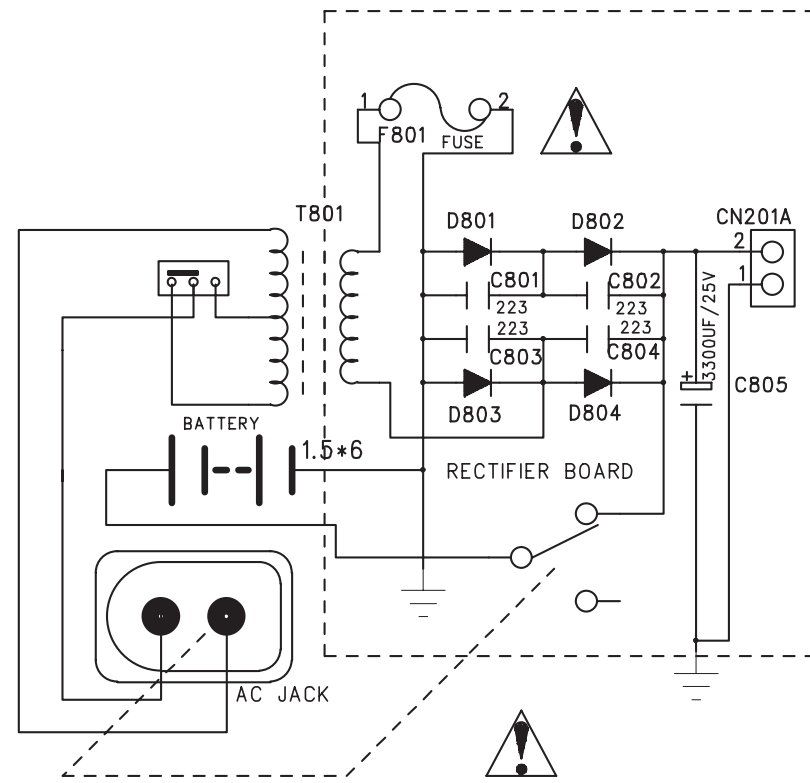 1
2
F801
FUSE
T801
D801
D802
CN201A
2
1
C801
C802
223
223
223
223
C803
C804
3300UF/25V
+
C805
D803
D804
BATTERY
1.5*6
RECTIFIER BOARD
AC JACK
!
!